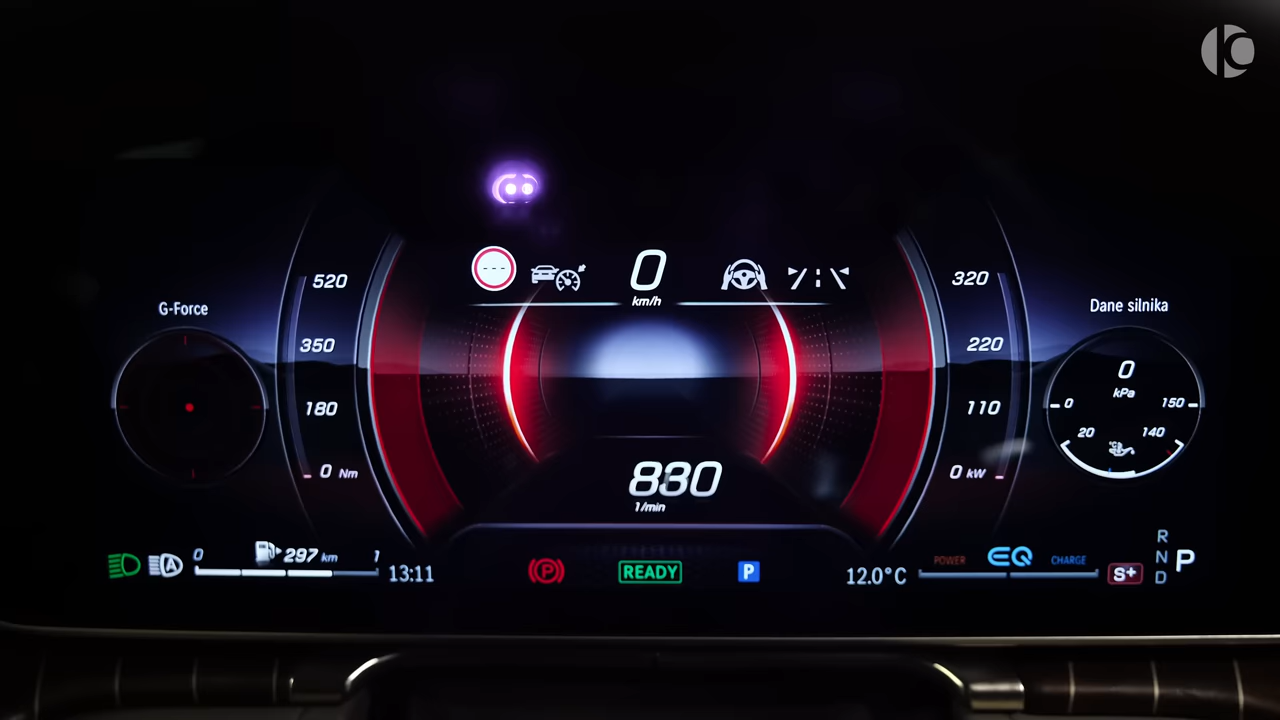 0
km/h
G-Force
520
350
180
0 Nm
320
220
110
0 kW
Dane silnika
0
kPa
0 150
20 140
°C
830
1/min
0 297 km 1
13:11
P
READY
P
12.0°C
POWER EQ CHARGE
S+
R
N P
D
A